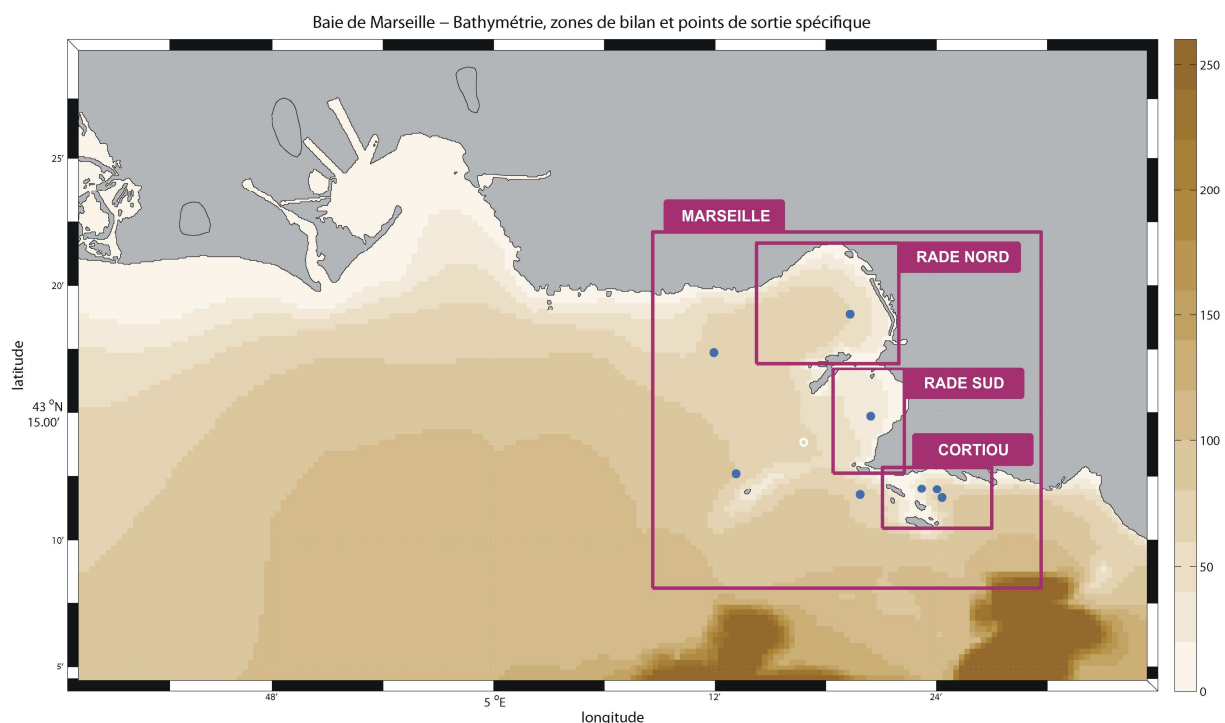 Baie de Marseille – Bathymétrie, zones de bilan et points de sortie spécifique
250
25'
MARSEILLE
200
RADE NORD
20'
150
latitude
RADE SUD
43 °N
15.00'
CORTIOU
100
50
10'
5'
0
48'
5 °E
12'
24'
longitude